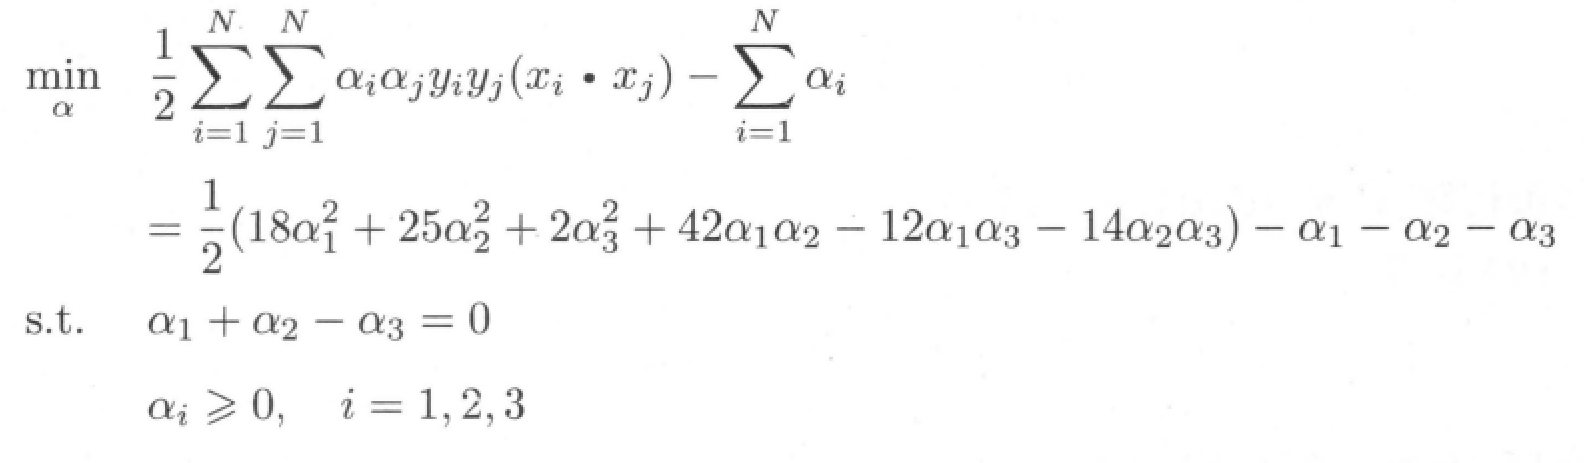 min_α 1/2 ∑_{i=1}^{N} ∑_{j=1}^{N} α_i α_j y_i y_j (x_i • x_j) − ∑_{i=1}^{N} α_i
= 1/2 (18α_1^2 + 25α_2^2 + 2α_3^2 + 42α_1α_2 − 12α_1α_3 − 14α_2α_3) − α_1 − α_2 − α_3
s.t. α_1 + α_2 − α_3 = 0
α_i ⩾ 0, i = 1, 2, 3